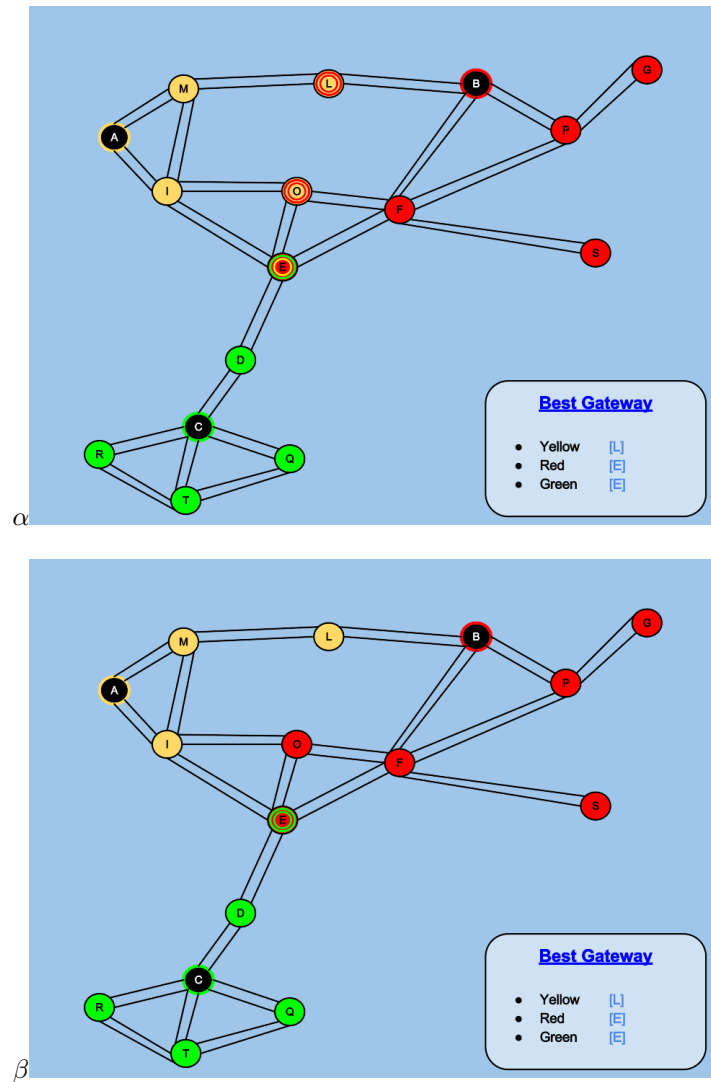 G
M
L
B
P
A
I
O
F
S
E
D
C
R
Q
T
Best Gateway
● Yellow [L]
● Red [E]
● Green [E]
α
G
M
L
B
P
A
I
O
F
S
E
D
C
R
Q
T
Best Gateway
● Yellow [L]
● Red [E]
● Green [E]
β